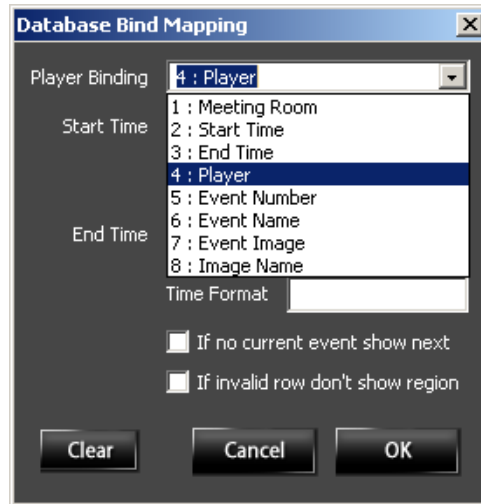 Database Bind Mapping
Player Binding 4 : Player
1 : Meeting Room
Start Time 2 : Start Time
3 : End Time
4 : Player
5 : Event Number
6 : Event Name
End Time 7 : Event Image
8 : Image Name
Time Format
If no current event show next
If invalid row don't show region
Clear Cancel OK